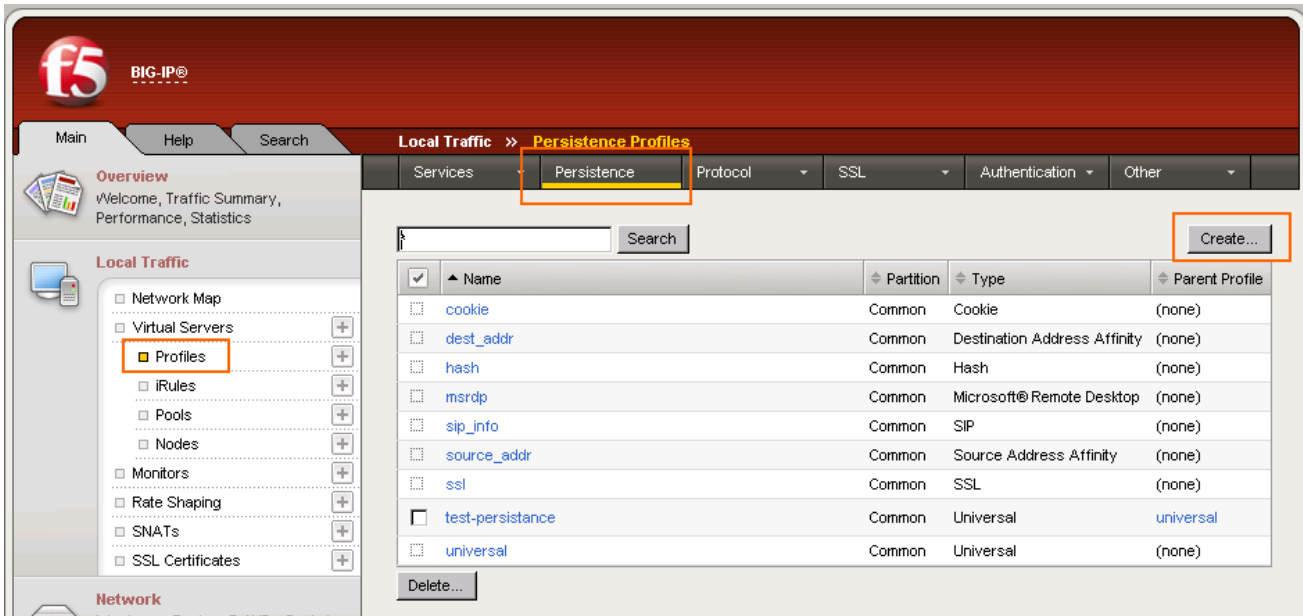 f5
BIG-IP®
Main Help Search
Local Traffic » Persistence Profiles
Services Persistence Protocol SSL Authentication Other
Overview
Welcome, Traffic Summary,
Performance, Statistics
Local Traffic
Network Map
Virtual Servers
Profiles
iRules
Pools
Nodes
Monitors
Rate Shaping
SNATs
SSL Certificates
Network
* Search Create...
Name Partition Type Parent Profile
cookie Common Cookie (none)
dest_addr Common Destination Address Affinity (none)
hash Common Hash (none)
msrdp Common Microsoft® Remote Desktop (none)
sip_info Common SIP (none)
source_addr Common Source Address Affinity (none)
ssl Common SSL (none)
test-persistance Common Universal universal
universal Common Universal (none)
Delete...